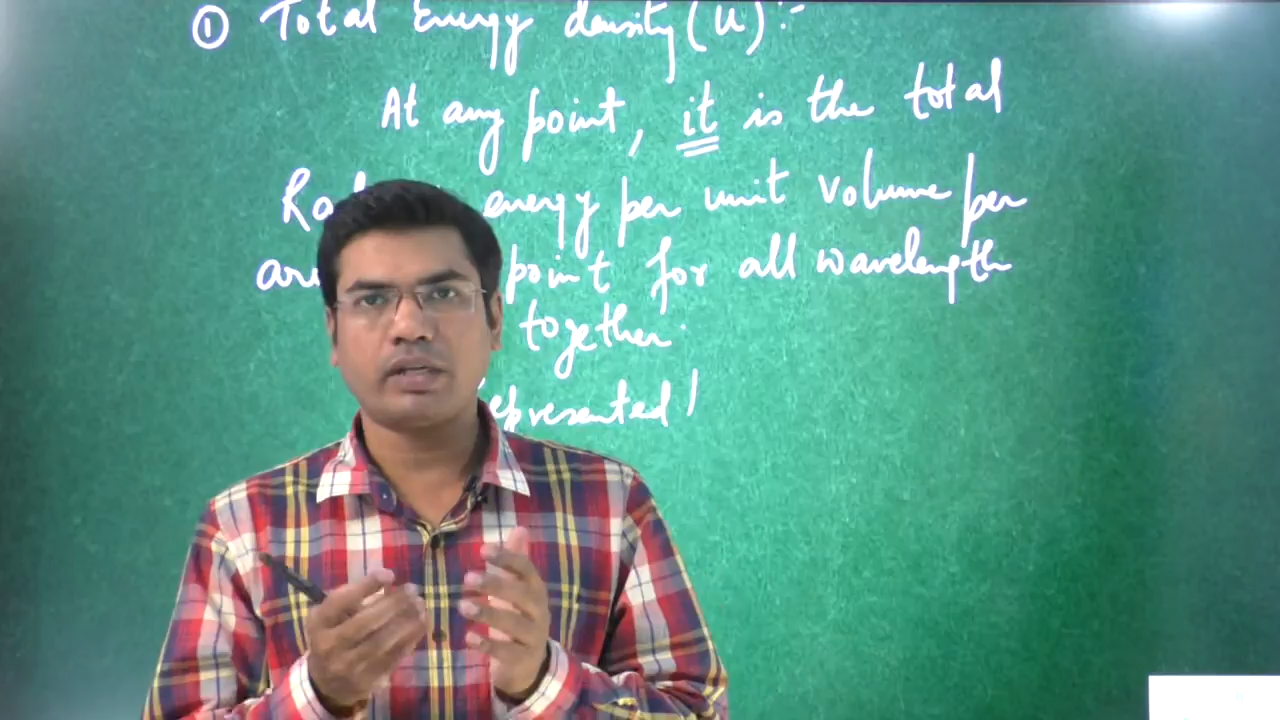 ① Total Energy density (u) :-
At any point, it is the total
energy per unit volume per
point for all wavelength
together.